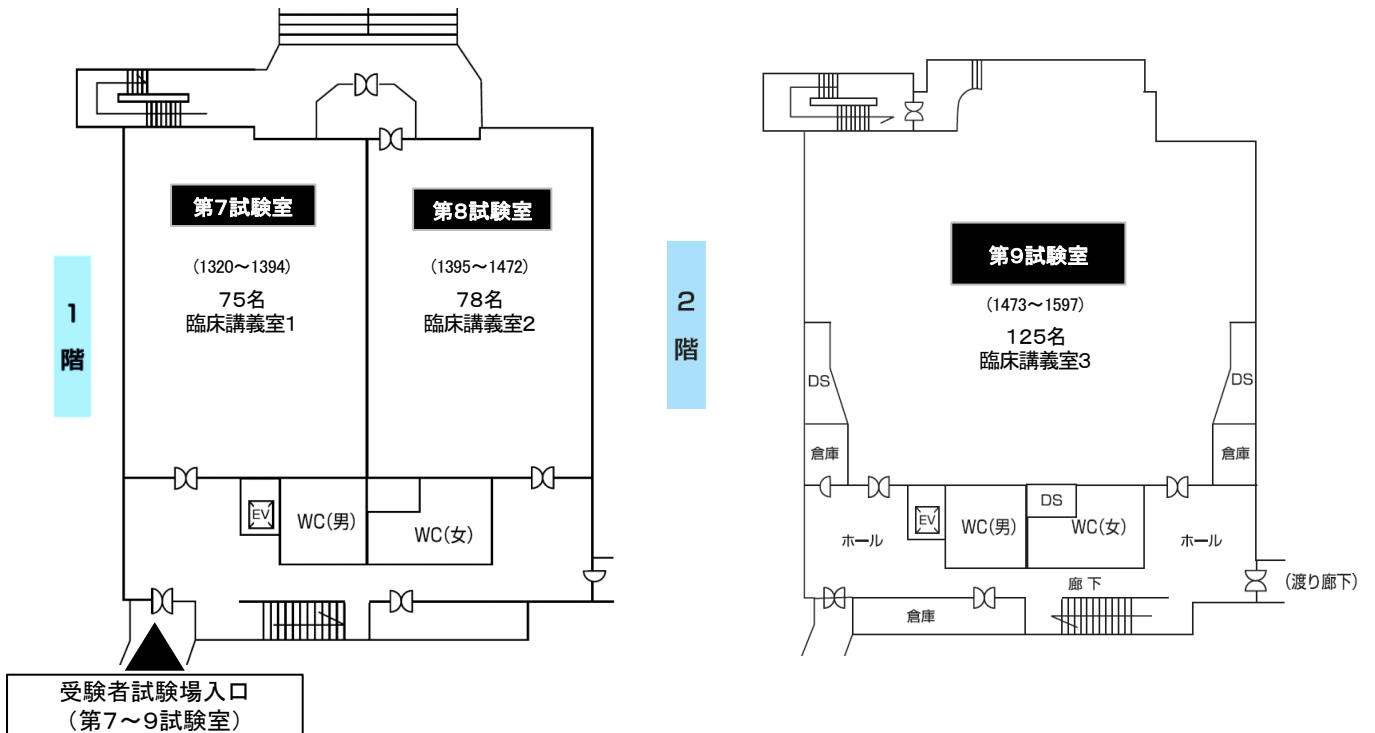 1
階
第7試験室
(1320～1394)
75名
臨床講義室1
第8試験室
(1395～1472)
78名
臨床講義室2
EV
WC(男)
WC(女)
受験者試験場入口
(第7～9試験室)
2
階
第9試験室
(1473～1597)
125名
臨床講義室3
DS
DS
倉庫
倉庫
ホール
EV
WC(男)
DS
WC(女)
ホール
廊下
(渡り廊下)
倉庫